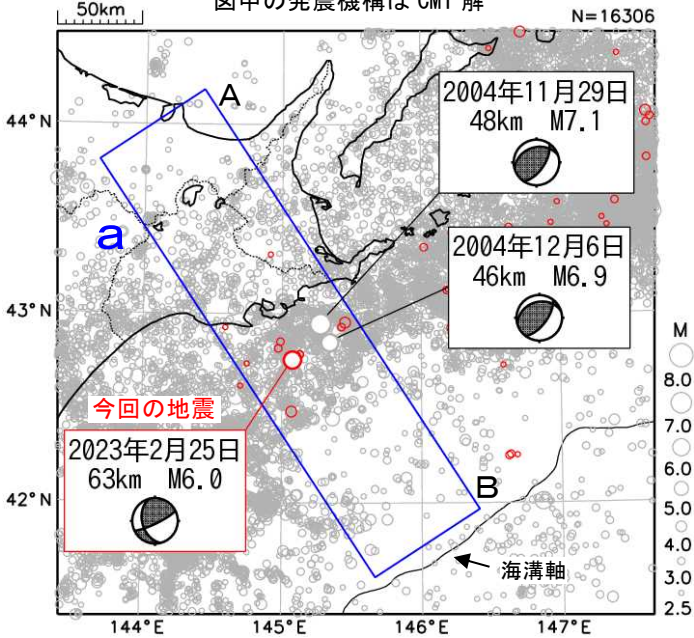 図中の発震機構は CMT 解
50km
N=16306
A
2004年11月29日
48km M7.1
44°N
a
2004年12月6日
46km M6.9
43°N
M
8.0
7.0
6.0
5.0
4.0
3.0
2.5
今回の地震
2023年2月25日
63km M6.0
42°N
B
海溝軸
144°E
145°E
146°E
147°E